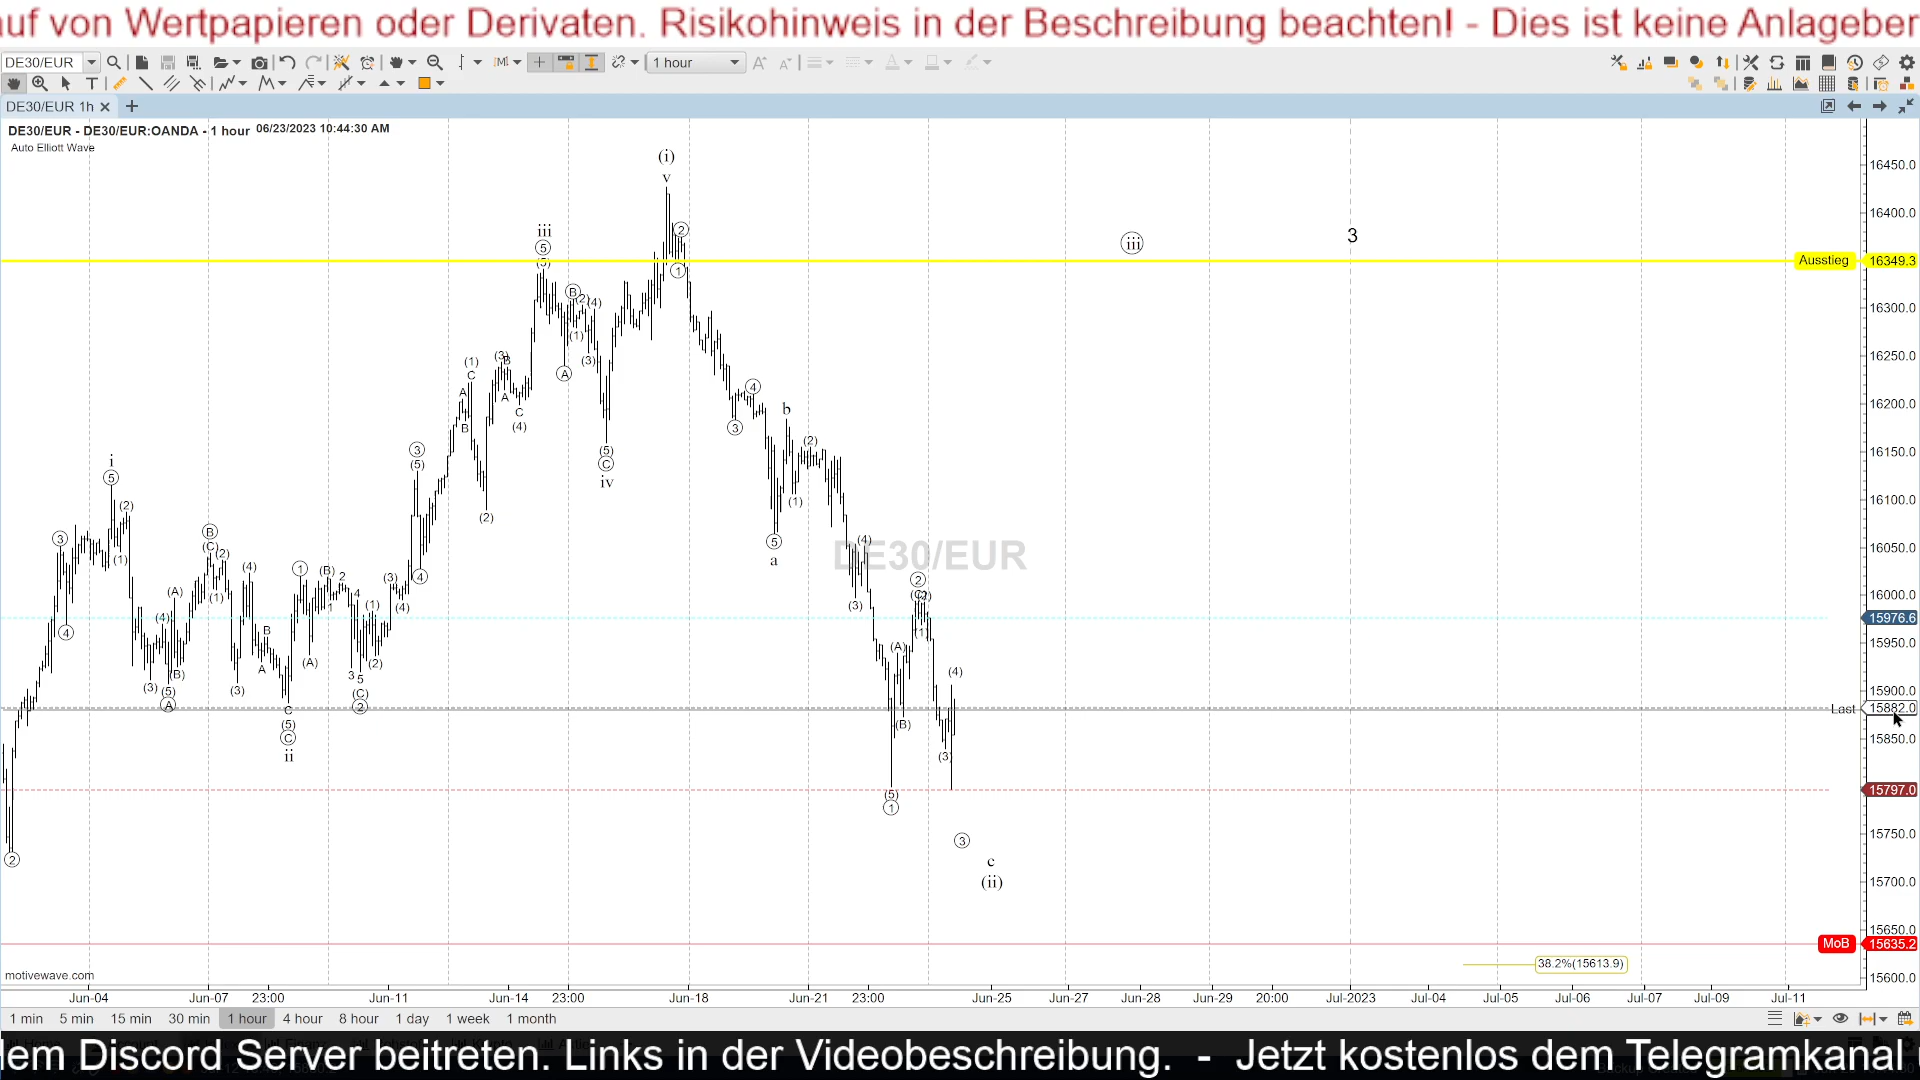 uf von Wertpapieren oder Derivaten. Risikohinweis in der Beschreibung beachten! - Dies ist keine Anlageber
DE30/EUR
1 hour
DE30/EUR 1h
DE30/EUR - DE30/EUR:OANDA - 1 hour 06/23/2023 10:44:30 AM
Auto Elliott Wave
(i)
v
iii
5
iii
3
16450.0
16400.0
Ausstieg 16349.3
16300.0
16250.0
16200.0
16150.0
16100.0
16050.0
16000.0
15976.6
15950.0
15900.0
Last 15882.0
15850.0
15797.0
15750.0
15700.0
15650.0
MoB 15635.2
38.2%(15613.9)
15600.0
i
b
iv
a
ii
c
(ii)
DE30/EUR
motivewave.com
Jun-04 Jun-07 23:00 Jun-11 Jun-14 23:00 Jun-18 Jun-21 23:00 Jun-25 Jun-27 Jun-28 Jun-29 20:00 Jul-2023 Jul-04 Jul-05 Jul-06 Jul-07 Jul-09 Jul-11
1 min 5 min 15 min 30 min 1 hour 4 hour 8 hour 1 day 1 week 1 month
lem Discord Server beitreten. Links in der Videobeschreibung. - Jetzt kostenlos dem Telegramkanal